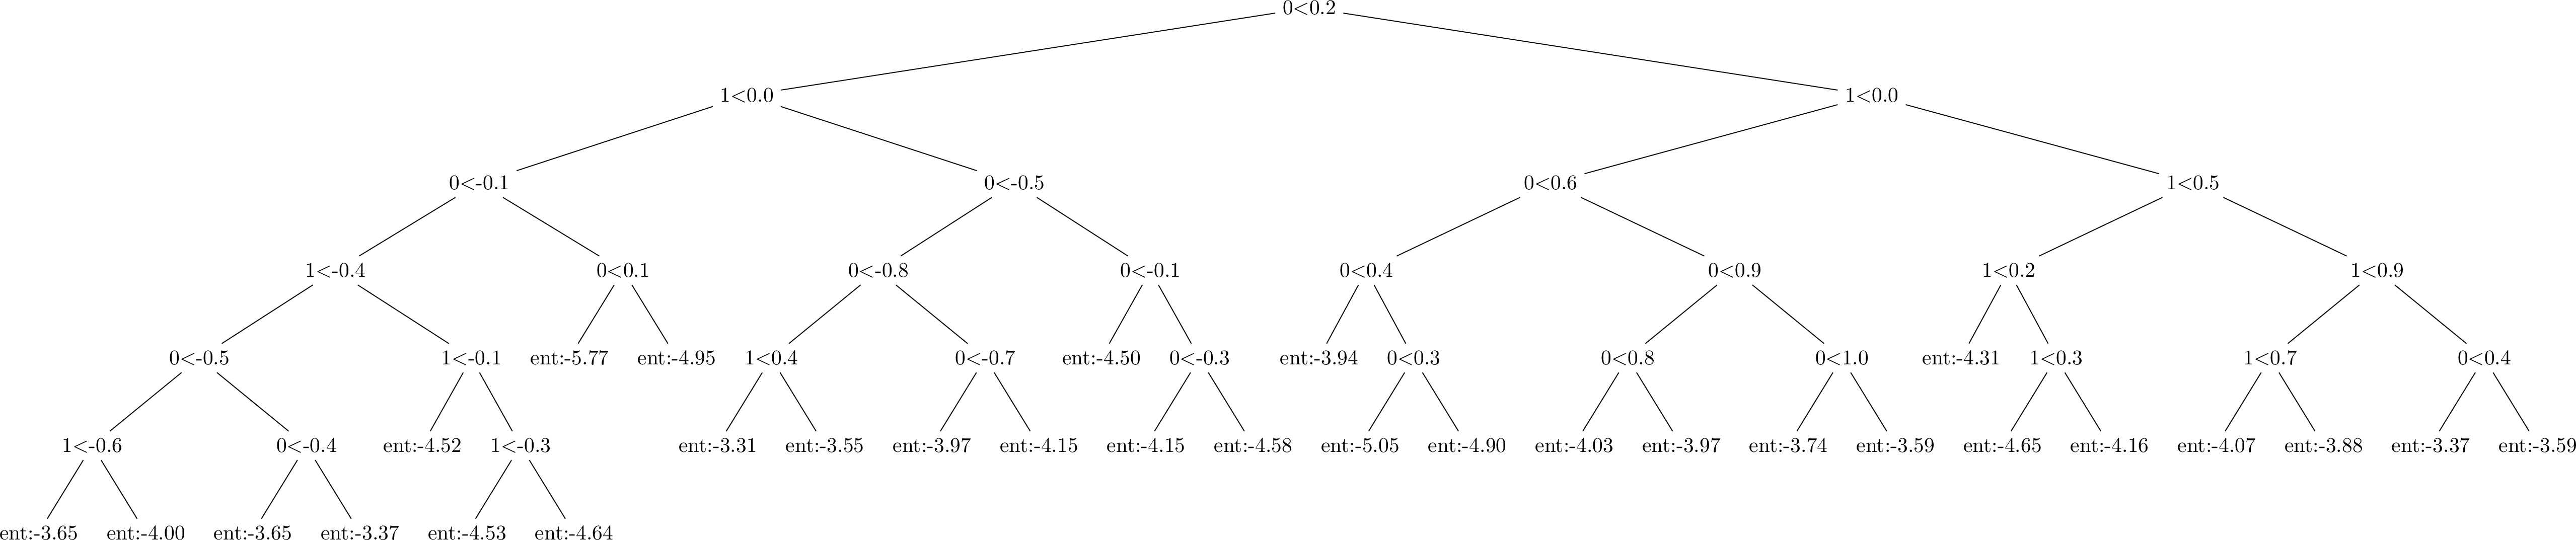 0<0.2
1<0.0 1<0.0
0<-0.1 0<-0.5 0<0.6 1<0.5
1<-0.4 0<0.1 0<-0.8 0<-0.1 0<0.4 0<0.9 1<0.2 1<0.9
0<-0.5 1<-0.1 ent:-5.77 ent:-4.95 1<0.4 0<-0.7 ent:-4.50 0<-0.3 ent:-3.94 0<0.3 0<0.8 0<1.0 ent:-4.31 1<0.3 1<0.7 0<0.4
1<-0.6 0<-0.4 ent:-4.52 1<-0.3 ent:-3.31 ent:-3.55 ent:-3.97 ent:-4.15 ent:-4.15 ent:-4.58 ent:-5.05 ent:-4.90 ent:-4.03 ent:-3.97 ent:-3.74 ent:-3.59 ent:-4.65 ent:-4.16 ent:-4.07 ent:-3.88 ent:-3.37 ent:-3.59
ent:-3.65 ent:-4.00 ent:-3.65 ent:-3.37 ent:-4.53 ent:-4.64